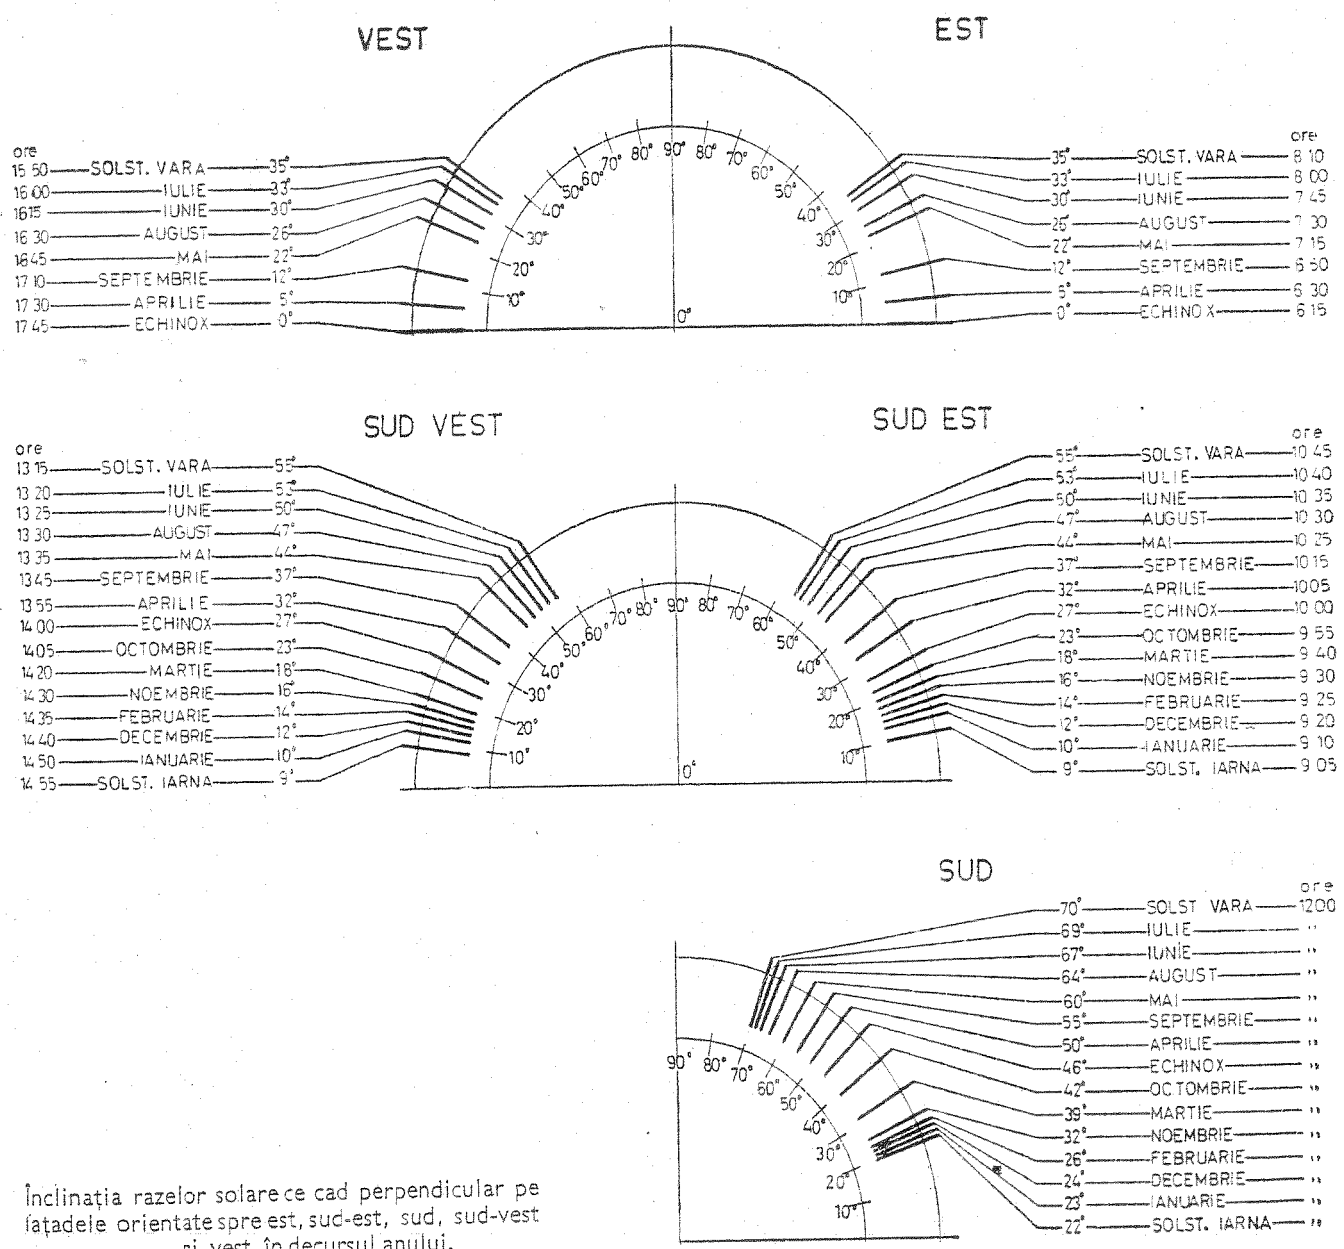 VEST EST
ore ore
15 50 SOLST. VARA 35° 35° SOLST. VARA 8 10
16 00 IULIE 33° 33° IULIE 8 00
16 15 IUNIE 30° 30° IUNIE 7 45
16 30 AUGUST 26° 26° AUGUST 7 30
16 45 MAI 22° 22° MAI 7 15
17 10 SEPTEMBRIE 12° 12° SEPTEMBRIE 6 50
17 30 APRILIE 5° 5° APRILIE 6 30
17 45 ECHINOX 0° 0° ECHINOX 6 15
10° 20° 30° 40° 50° 60° 70° 80° 90° 80° 70° 60° 50° 40° 30° 20° 10°
0°
SUD VEST SUD EST
ore ore
13 15 SOLST. VARA 55° 55° SOLST. VARA 10 45
13 20 IULIE 53° 53° IULIE 10 40
13 25 IUNIE 50° 50° IUNIE 10 35
13 30 AUGUST 47° 47° AUGUST 10 30
13 35 MAI 44° 44° MAI 10 25
13 45 SEPTEMBRIE 37° 37° SEPTEMBRIE 10 15
13 55 APRILIE 32° 32° APRILIE 10 05
14 00 ECHINOX 27° 27° ECHINOX 10 00
14 05 OCTOMBRIE 23° 23° OCTOMBRIE 9 55
14 20 MARTIE 18° 18° MARTIE 9 40
14 30 NOEMBRIE 16° 16° NOEMBRIE 9 30
14 35 FEBRUARIE 14° 14° FEBRUARIE 9 25
14 40 DECEMBRIE 12° 12° DECEMBRIE 9 20
14 50 IANUARIE 10° 10° IANUARIE 9 10
14 55 SOLST. IARNA 9° 9° SOLST. IARNA 9 05
10° 20° 30° 40° 50° 60° 70° 80° 90° 80° 70° 60° 50° 40° 30° 20° 10°
0°
SUD
ore
70° SOLST VARA 12 00
69° IULIE "
67° IUNIE "
64° AUGUST "
60° MAI "
55° SEPTEMBRIE "
50° APRILIE "
46° ECHINOX "
42° OCTOMBRIE "
39° MARTIE "
32° NOEMBRIE "
26° FEBRUARIE "
24° DECEMBRIE "
23° IANUARIE "
22° SOLST. IARNA "
90° 80° 70° 60° 50° 40° 30° 20° 10°
Înclinația razelor solare ce cad perpendicular pe
fațadele orientate spre est, sud-est, sud, sud-vest
și vest în decursul anului.